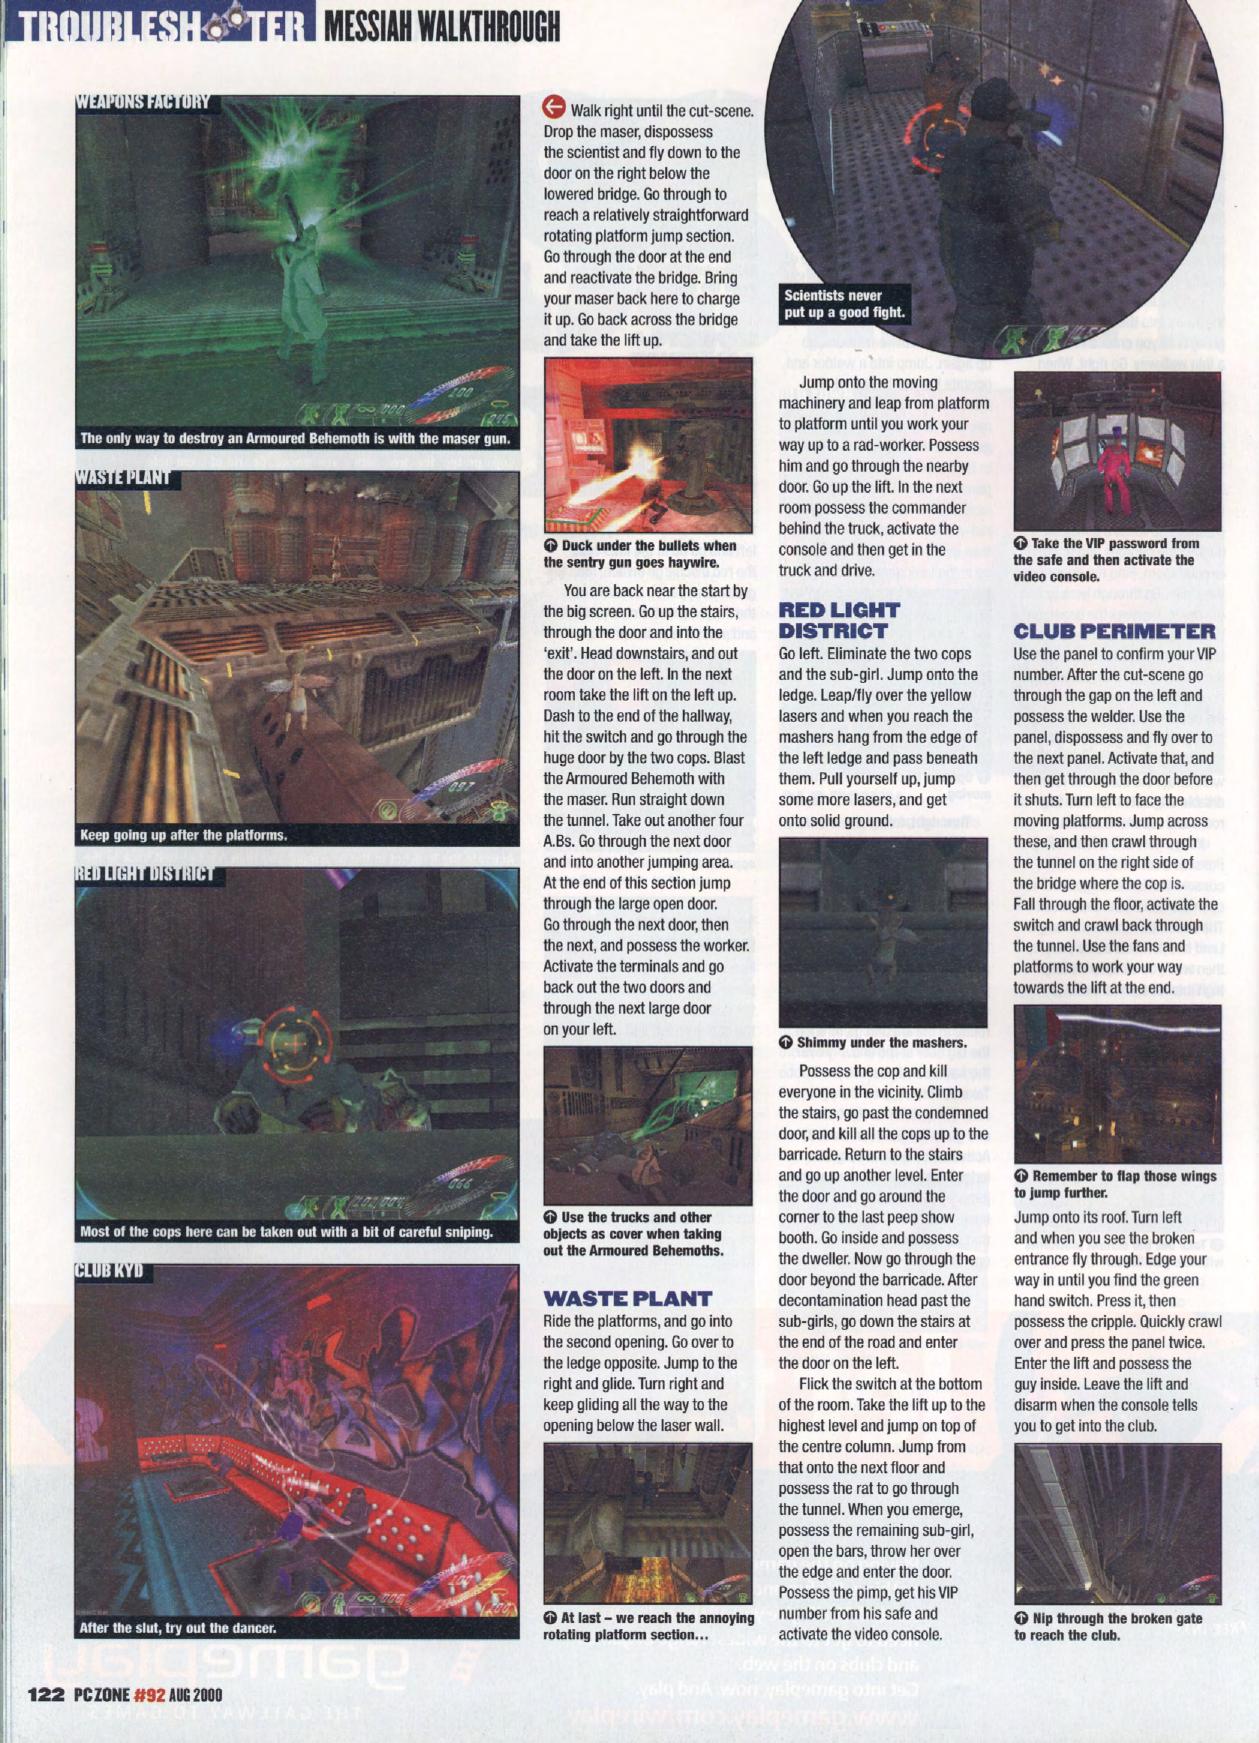 TROUBLESHOOTER MESSIAH WALKTHROUGH
WEAPONS FACTORY
The only way to destroy an Armoured Behemoth is with the maser gun.
WASTE PLANT
Keep going up after the platforms.
RED LIGHT DISTRICT
Most of the cops here can be taken out with a bit of careful sniping.
CLUB KYD
After the slut, try out the dancer.
Walk right until the cut-scene.
Drop the maser, dispossess
the scientist and fly down to the
door on the right below the
lowered bridge. Go through to
reach a relatively straightforward
rotating platform jump section.
Go through the door at the end
and reactivate the bridge. Bring
your maser back here to charge
it up. Go back across the bridge
and take the lift up.
Duck under the bullets when
the sentry gun goes haywire.
You are back near the start by
the big screen. Go up the stairs,
through the door and into the
'exit'. Head downstairs, and out
the door on the left. In the next
room take the lift on the left up.
Dash to the end of the hallway,
hit the switch and go through the
huge door by the two cops. Blast
the Armoured Behemoth with
the maser. Run straight down
the tunnel. Take out another four
A.Bs. Go through the next door
and into another jumping area.
At the end of this section jump
through the large open door.
Go through the next door, then
the next, and possess the worker.
Activate the terminals and go
back out the two doors and
through the next large door
on your left.
Use the trucks and other
objects as cover when taking
out the Armoured Behemoths.
WASTE PLANT
Ride the platforms, and go into
the second opening. Go over to
the ledge opposite. Jump to the
right and glide. Turn right and
keep gliding all the way to the
opening below the laser wall.
At last – we reach the annoying
rotating platform section...
Scientists never
put up a good fight.
Jump onto the moving
machinery and leap from platform
to platform until you work your
way up to a rad-worker. Possess
him and go through the nearby
door. Go up the lift. In the next
room possess the commander
behind the truck, activate the
console and then get in the
truck and drive.
RED LIGHT
DISTRICT
Go left. Eliminate the two cops
and the sub-girl. Jump onto the
ledge. Leap/fly over the yellow
lasers and when you reach the
mashers hang from the edge of
the left ledge and pass beneath
them. Pull yourself up, jump
some more lasers, and get
onto solid ground.
Shimmy under the mashers.
Possess the cop and kill
everyone in the vicinity. Climb
the stairs, go past the condemned
door, and kill all the cops up to the
barricade. Return to the stairs
and go up another level. Enter
the door and go around the
corner to the last peep show
booth. Go inside and possess
the dweller. Now go through the
door beyond the barricade. After
decontamination head past the
sub-girls, go down the stairs at
the end of the road and enter
the door on the left.
Flick the switch at the bottom
of the room. Take the lift up to the
highest level and jump on top of
the centre column. Jump from
that onto the next floor and
possess the rat to go through
the tunnel. When you emerge,
possess the remaining sub-girl,
open the bars, throw her over
the edge and enter the door.
Possess the pimp, get his VIP
number from his safe and
activate the video console.
Take the VIP password from
the safe and then activate the
video console.
CLUB PERIMETER
Use the panel to confirm your VIP
number. After the cut-scene go
through the gap on the left and
possess the welder. Use the
panel, dispossess and fly over to
the next panel. Activate that, and
then get through the door before
it shuts. Turn left to face the
moving platforms. Jump across
these, and then crawl through
the tunnel on the right side of
the bridge where the cop is.
Fall through the floor, activate the
switch and crawl back through
the tunnel. Use the fans and
platforms to work your way
towards the lift at the end.
Remember to flap those wings
to jump further.
Jump onto its roof. Turn left
and when you see the broken
entrance fly through. Edge your
way in until you find the green
hand switch. Press it, then
possess the cripple. Quickly crawl
over and press the panel twice.
Enter the lift and possess the
guy inside. Leave the lift and
disarm when the console tells
you to get into the club.
Nip through the broken gate
to reach the club.
122 PCZONE #92 AUG 2000